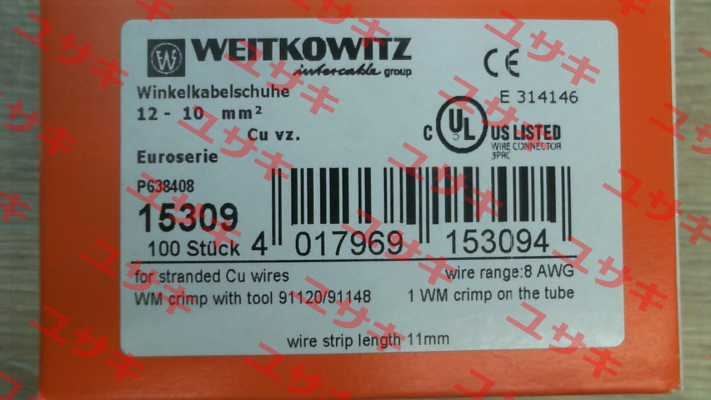 WEITKOWITZ
intercable group
Winkelkabelschuhe
12 - 10 mm²
Cu vz.
Euroserie
P638408
15309
100 Stück
4 017969 153094
CE
E 314146
C UL US LISTED
WIRE CONNECTOR
3PAC
for stranded Cu wires
wire range:8 AWG
WM crimp with tool 91120/91148
1 WM crimp on the tube
wire strip length 11mm
ユサキ